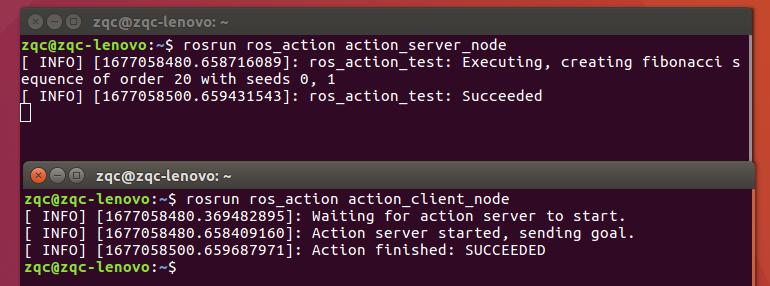 zqc@zqc-lenovo: ~
zqc@zqc-lenovo:~$ rosrun ros_action action_server_node
[ INFO] [1677058480.658716089]: ros_action_test: Executing, creating fibonacci s
equence of order 20 with seeds 0, 1
[ INFO] [1677058500.659431543]: ros_action_test: Succeeded
zqc@zqc-lenovo: ~
zqc@zqc-lenovo:~$ rosrun ros_action action_client_node
[ INFO] [1677058480.369482895]: Waiting for action server to start.
[ INFO] [1677058480.658409160]: Action server started, sending goal.
[ INFO] [1677058500.659687971]: Action finished: SUCCEEDED
zqc@zqc-lenovo:~$